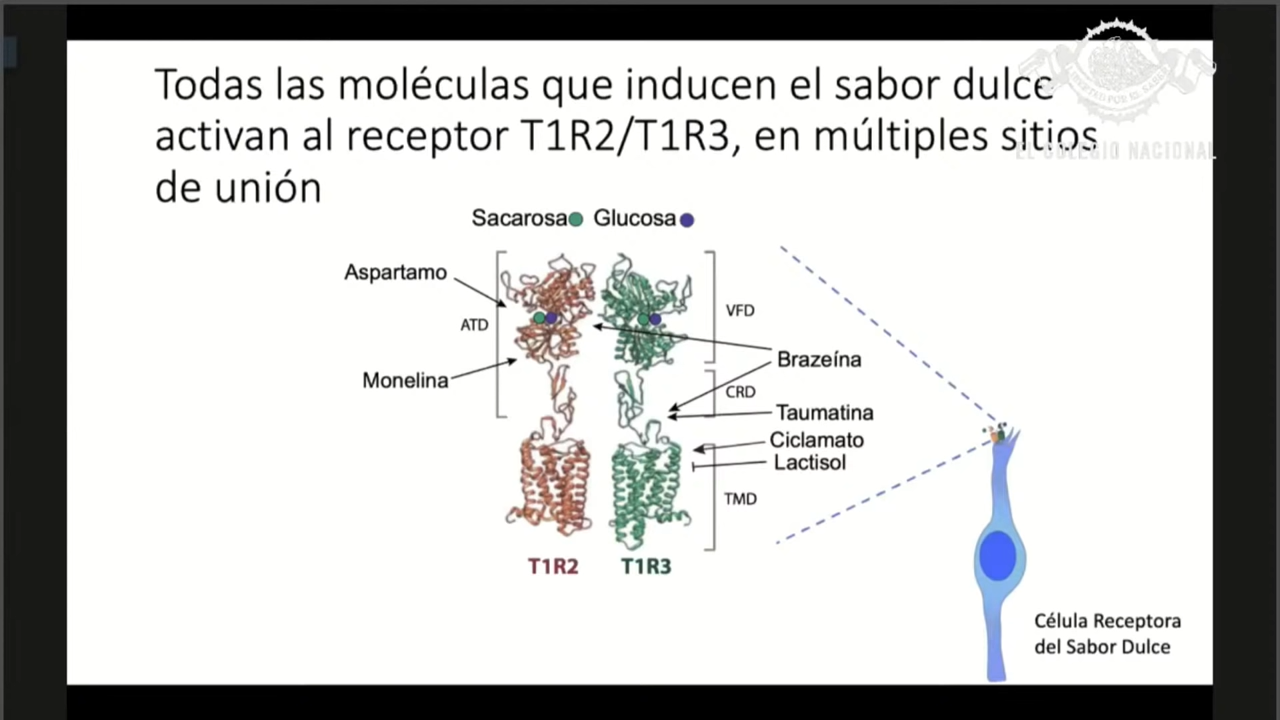 Todas las moléculas que inducen el sabor dulce
activan al receptor T1R2/T1R3, en múltiples sitios
de unión
EL COLEGIO NACIONAL
Sacarosa Glucosa
Aspartamo
ATD
VFD
Monelina
Brazeína
CRD
Taumatina
Ciclamato
Lactisol
TMD
T1R2 T1R3
Célula Receptora
del Sabor Dulce